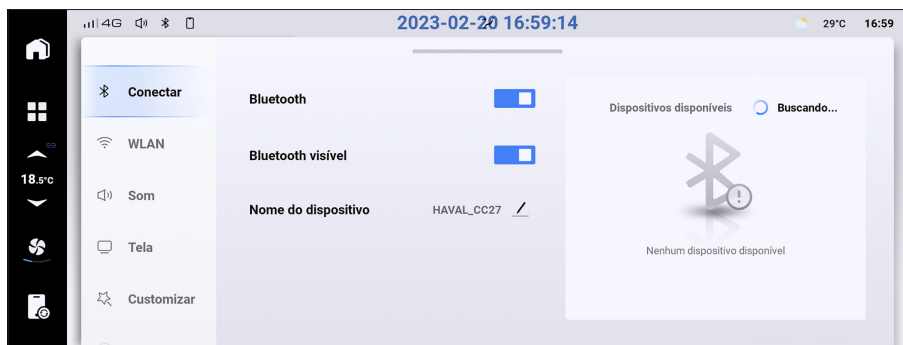 4G
2023-02-20 16:59:14
29°C 16:59
Conectar
WLAN
Som
Tela
Customizar
18.5°C
Bluetooth
Bluetooth visível
Nome do dispositivo HAVAL_CC27
Dispositivos disponíveis Buscando...
Nenhum dispositivo disponível